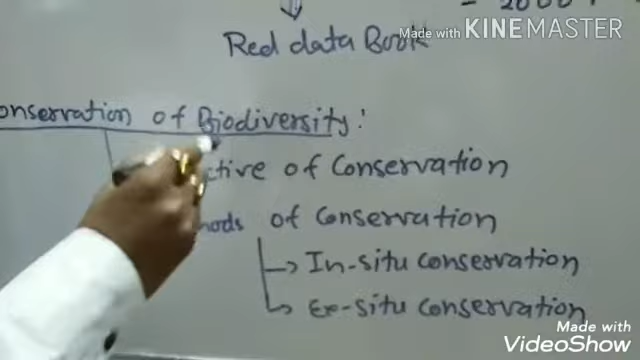 Red data Book
Made with KINEMASTER
onservation of Biodiversity:
ctive of Conservation
hods of Conservation
→ In-situ conservation
→ Ex-situ conservation
Made with
VideoShow